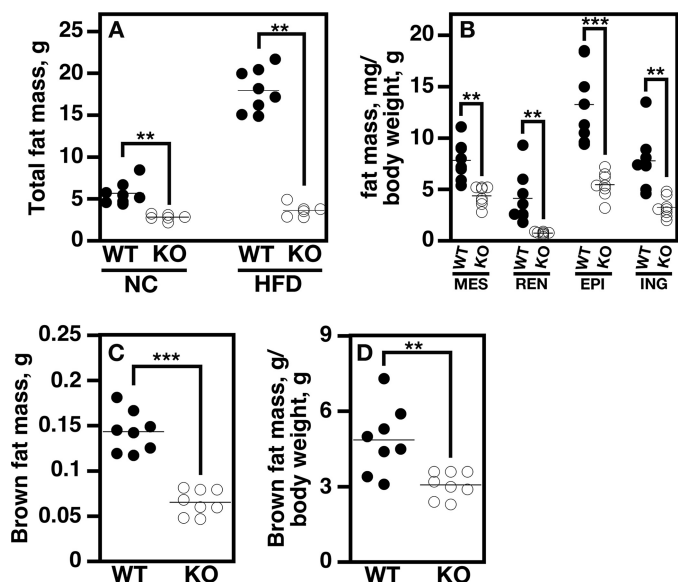 A
Total fat mass, g
25
20
15
10
5
0
**
**
WT KO WT KO
NC HFD
B
fat mass, mg/
body weight, g
20
15
10
5
0
**
**
***
**
WT KO WT KO WT KO WT KO
MES REN EPI ING
C
Brown fat mass, g
0.25
0.2
0.15
0.1
0.05
0
***
WT KO
D
Brown fat mass, g/
body weight, g
9
6
3
0
**
WT KO